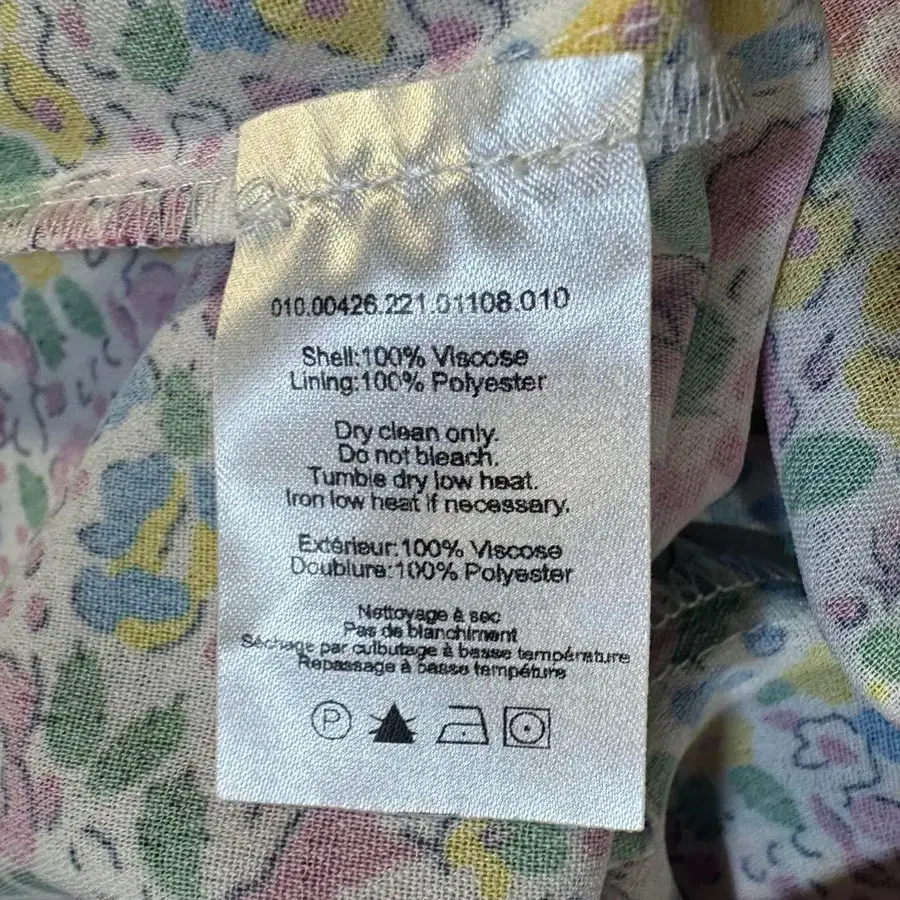 010.00426.221.01108.010
Shell:100% Viscose
Lining:100% Polyester
Dry clean only.
Do not bleach.
Tumble dry low heat.
Iron low heat if necessary.
Extérieur:100% Viscose
Doublure:100% Polyester
Nettoyage à sec
Pas de blanchiment
Séchage par culbutage à basse température
Repassage à basse tempéture
P